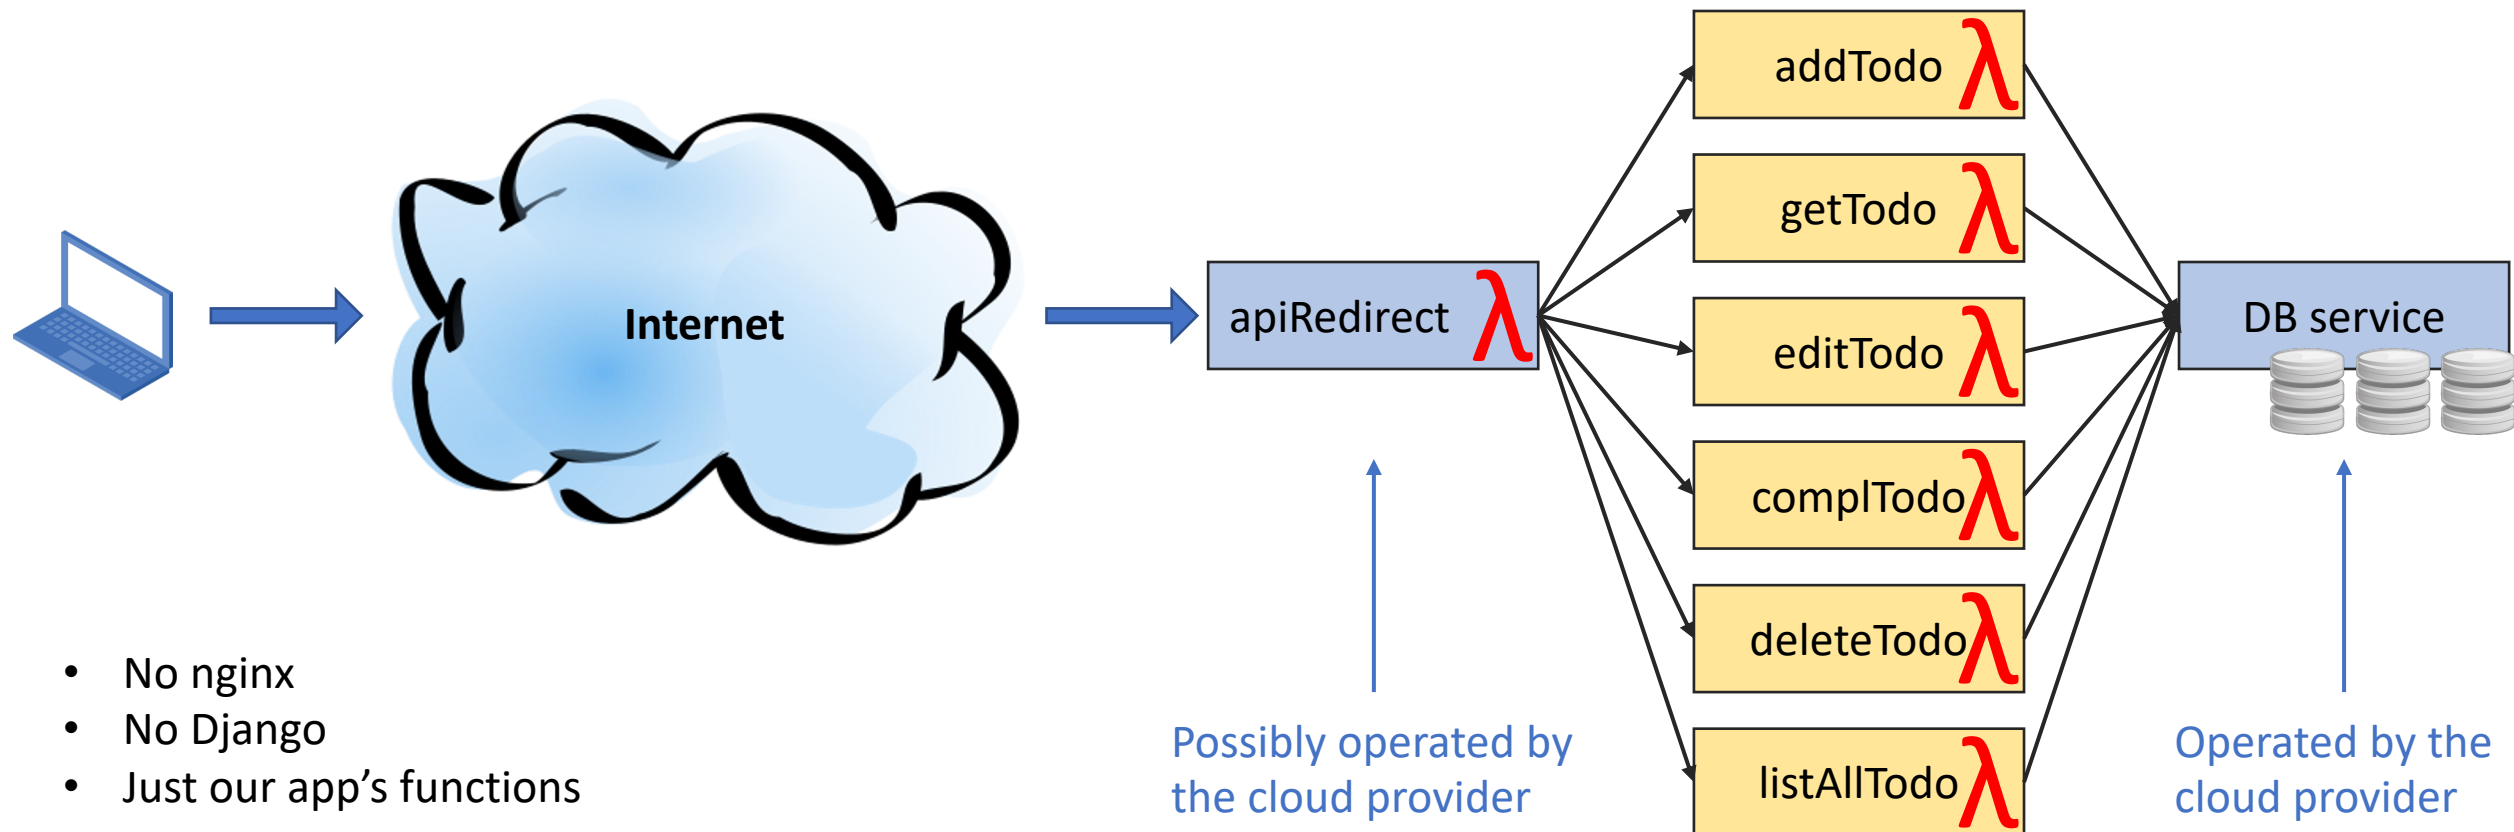 Internet
apiRedirect λ
addTodo λ
getTodo λ
editTodo λ
complTodo λ
deleteTodo λ
listAllTodo λ
DB service
• No nginx
• No Django
• Just our app’s functions
Possibly operated by
the cloud provider
Operated by the
cloud provider